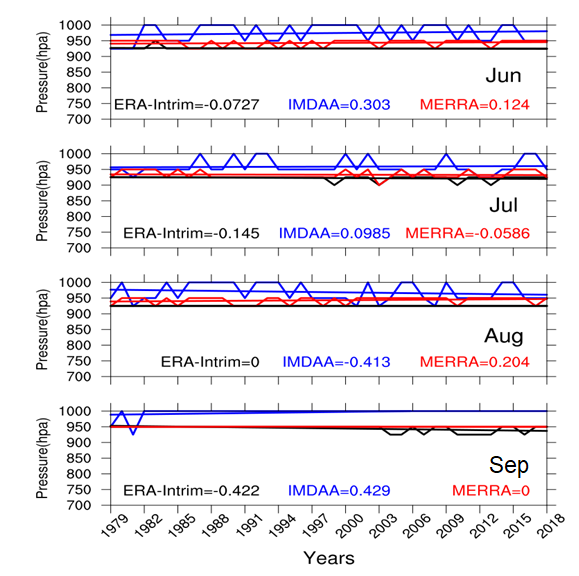 Pressure(hpa)
1000
950
900
850
800
750
700
Jun
ERA-Intrim=-0.0727 IMDAA=0.303 MERRA=0.124
Pressure(hpa)
1000
950
900
850
800
750
700
Jul
ERA-Intrim=-0.145 IMDAA=0.0985 MERRA=-0.0586
Pressure(hpa)
1000
950
900
850
800
750
700
Aug
ERA-Intrim=0 IMDAA=-0.413 MERRA=0.204
Pressure(hpa)
1000
950
900
850
800
750
700
Sep
ERA-Intrim=-0.422 IMDAA=0.429 MERRA=0
1979 1982 1985 1988 1991 1994 1997 2000 2003 2006 2009 2012 2015 2018
Years